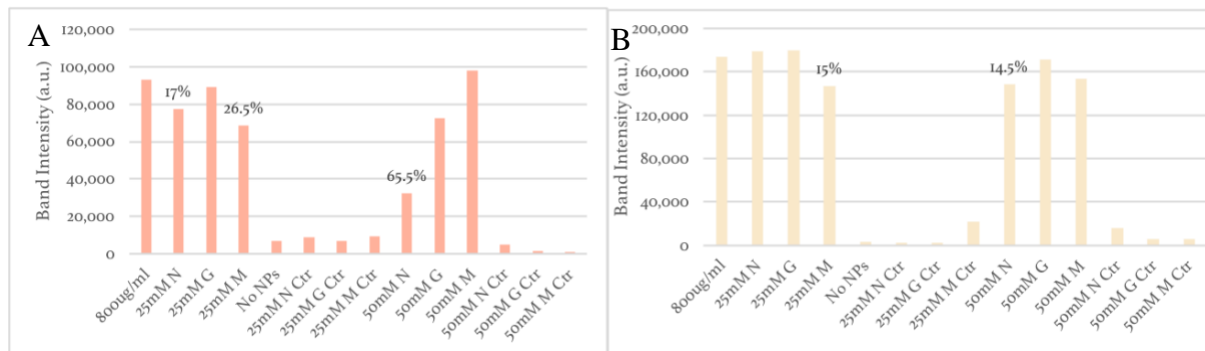 A
Band Intensity (a.u.)
120,000
100,000
80,000
60,000
40,000
20,000
0
17%
26.5%
65.5%
800ug/ml
25mM N
25mM G
25mM M
No NPs
25mM N Ctr
25mM G Ctr
25mM M Ctr
50mM N
50mM G
50mM M
50mM N Ctr
50mM G Ctr
50mM M Ctr
B
Band Intensity (a.u.)
200,000
160,000
120,000
80,000
40,000
0
15%
14.5%
800ug/ml
25mM N
25mM G
25mM M
No NPs
25mM N Ctr
25mM G Ctr
25mM M Ctr
50mM N
50mM G
50mM M
50mM N Ctr
50mM G Ctr
50mM M Ctr